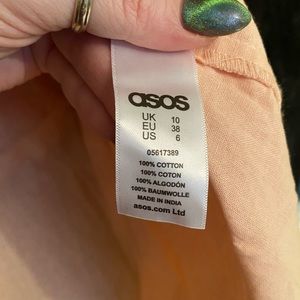 asos
UK 10
EU 38
US 6
05617389
100% COTTON
100% COTON
100% ALGODÓN
100% BAUMWOLLE
MADE IN INDIA
asos.com Ltd